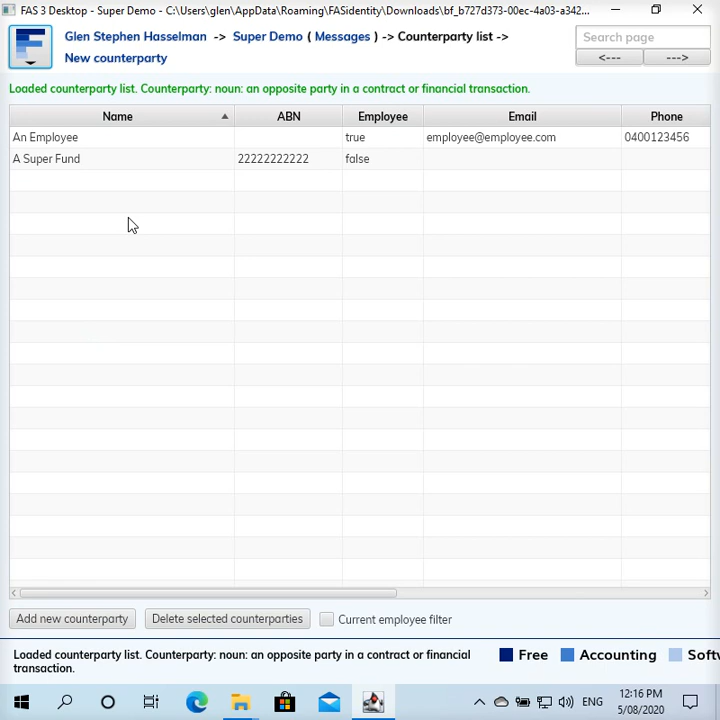 FAS 3 Desktop - Super Demo - C:\Users\glen\AppData\Roaming\FASidentity\Downloads\bf_b727d373-00ec-4a03-a342...
Glen Stephen Hasselman -> Super Demo ( Messages ) -> Counterparty list ->
Search page
New counterparty
<--- --->
Loaded counterparty list. Counterparty: noun: an opposite party in a contract or financial transaction.
Name ABN Employee Email Phone
An Employee true employee@employee.com 0400123456
A Super Fund 22222222222 false
Add new counterparty Delete selected counterparties Current employee filter
Loaded counterparty list. Counterparty: noun: an opposite party in a contract or financial
transaction.
Free Accounting Softw
ENG 12:16 PM
5/08/2020